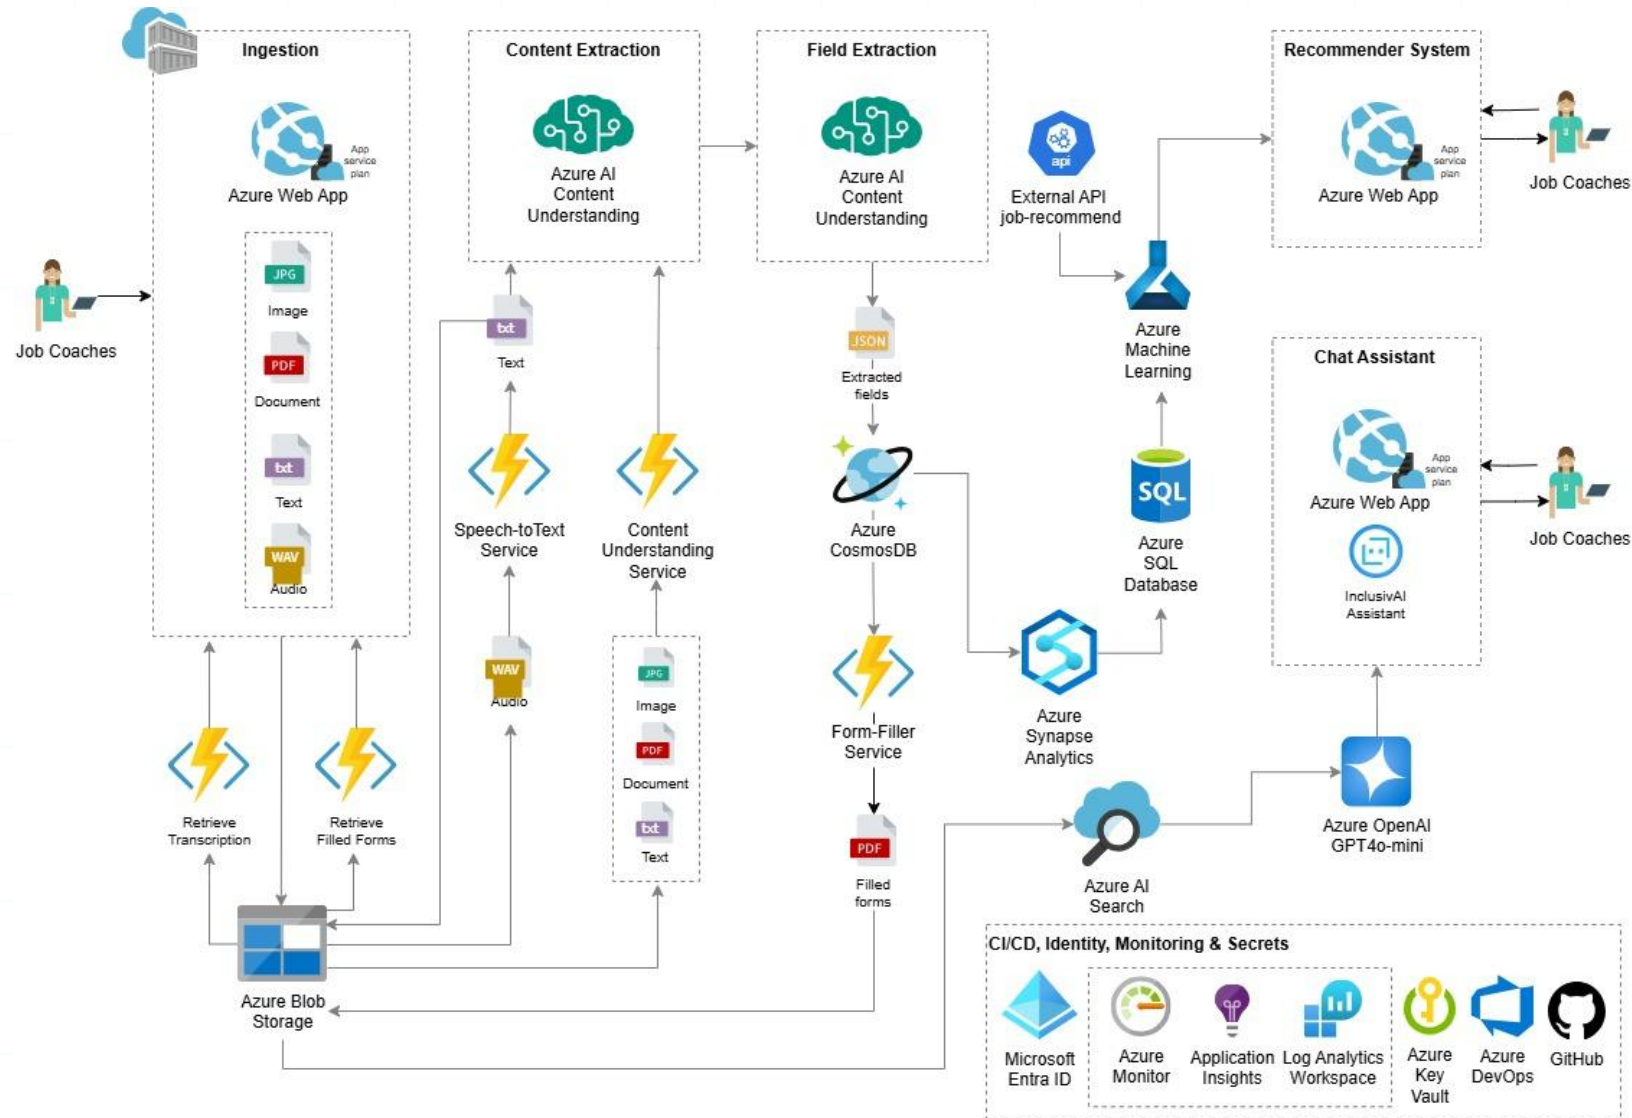 Ingestion
App
service
plan
Azure Web App
JPG
Image
PDF
Document
txt
Text
WAV
Audio
Job Coaches
Retrieve
Transcription
Retrieve
Filled Forms
Azure Blob
Storage
Content Extraction
Azure AI
Content
Understanding
txt
Text
Speech-toText
Service
Content
Understanding
Service
WAV
Audio
JPG
Image
PDF
Document
txt
Text
Field Extraction
Azure AI
Content
Understanding
JSON
Extracted
fields
Azure
CosmosDB
Form-Filler
Service
PDF
Filled
forms
api
External API
job-recommend
Azure
Machine
Learning
SQL
Azure
SQL
Database
Azure
Synapse
Analytics
Azure AI
Search
Recommender System
App
service
plan
Azure Web App
Job Coaches
Chat Assistant
App
service
plan
Azure Web App
InclusivAI
Assistant
Job Coaches
Azure OpenAI
GPT4o-mini
CI/CD, Identity, Monitoring & Secrets
Microsoft
Entra ID
Azure
Monitor
Application
Insights
Log Analytics
Workspace
Azure
Key
Vault
Azure
DevOps
GitHub